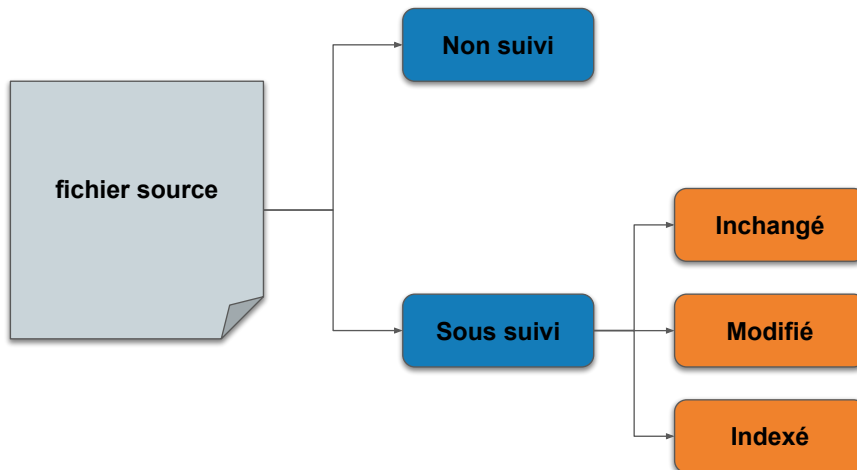 Non suivi
fichier source
Inchangé
Sous suivi
Modifié
Indexé